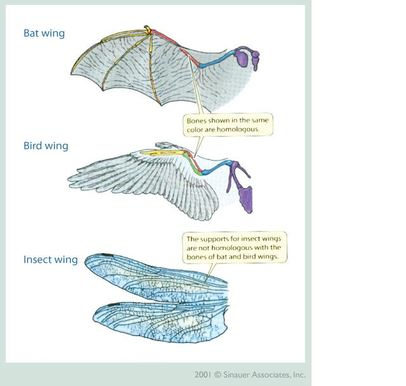 Bat wing
Bones shown in the same
color are homologous.
Bird wing
The supports for insect wings
are not homologous with the
bones of bat and bird wings.
Insect wing
2001 © Sinauer Associates, Inc.